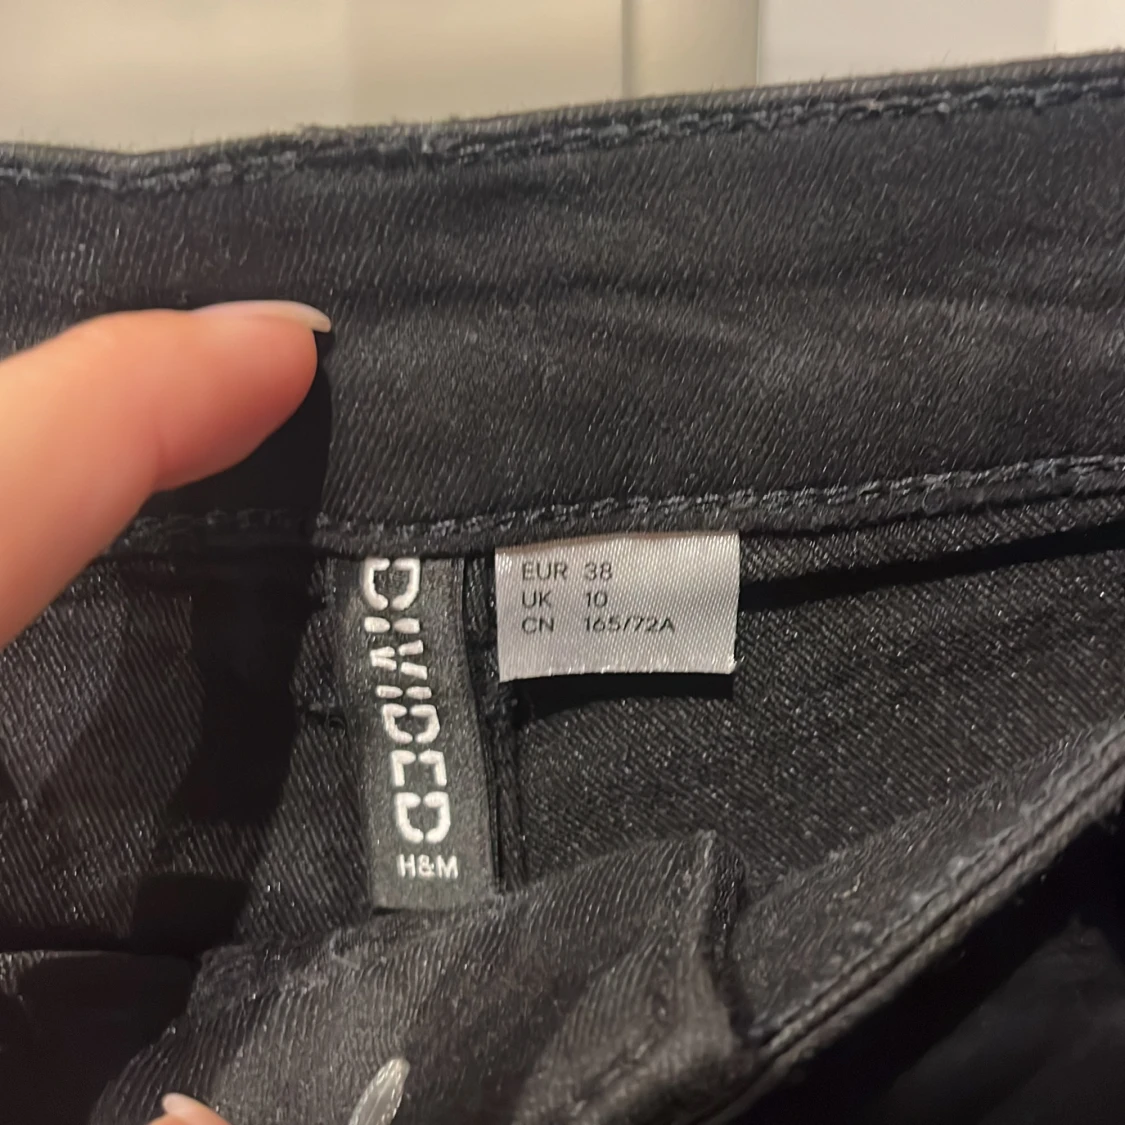 DIVIDED
H&M
EUR 38
UK 10
CN 165/72A